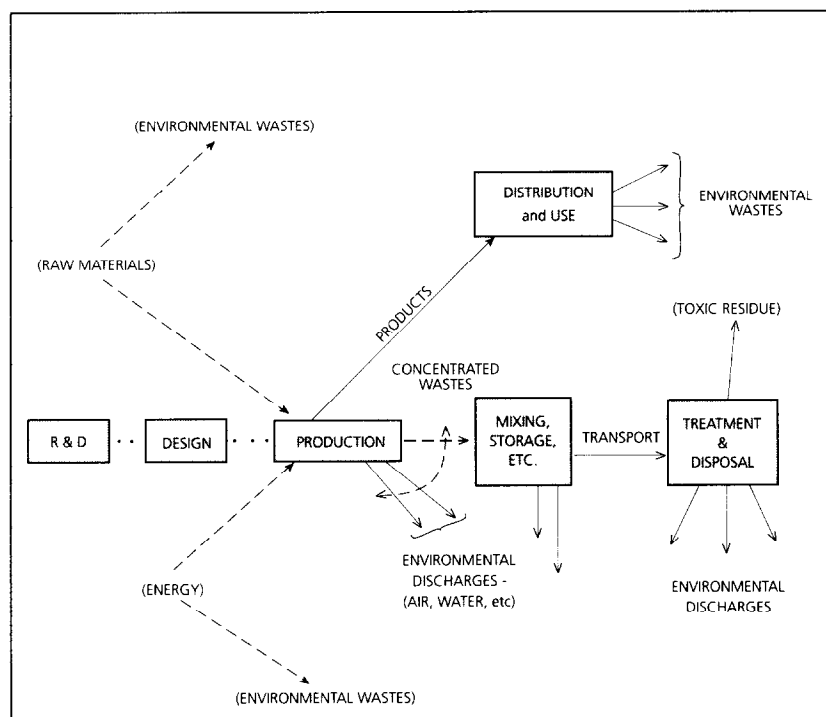 (ENVIRONMENTAL WASTES)
DISTRIBUTION
and USE
ENVIRONMENTAL
WASTES
(RAW MATERIALS)
PRODUCTS
(TOXIC RESIDUE)
CONCENTRATED
WASTES
R & D
DESIGN
PRODUCTION
MIXING,
STORAGE,
ETC.
TRANSPORT
TREATMENT
&
DISPOSAL
ENVIRONMENTAL
DISCHARGES -
(AIR, WATER, etc)
ENVIRONMENTAL
DISCHARGES
(ENERGY)
(ENVIRONMENTAL WASTES)